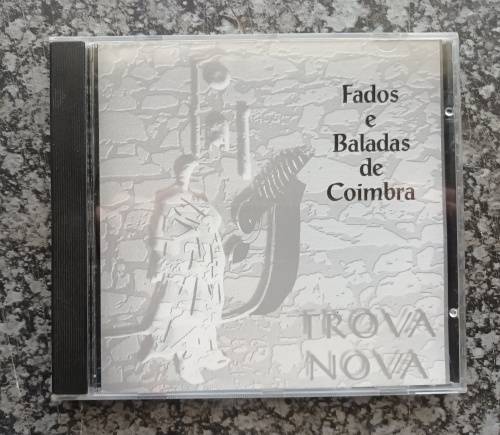 Fados
e
Baladas
de
Coimbra
TROVA
NOVA